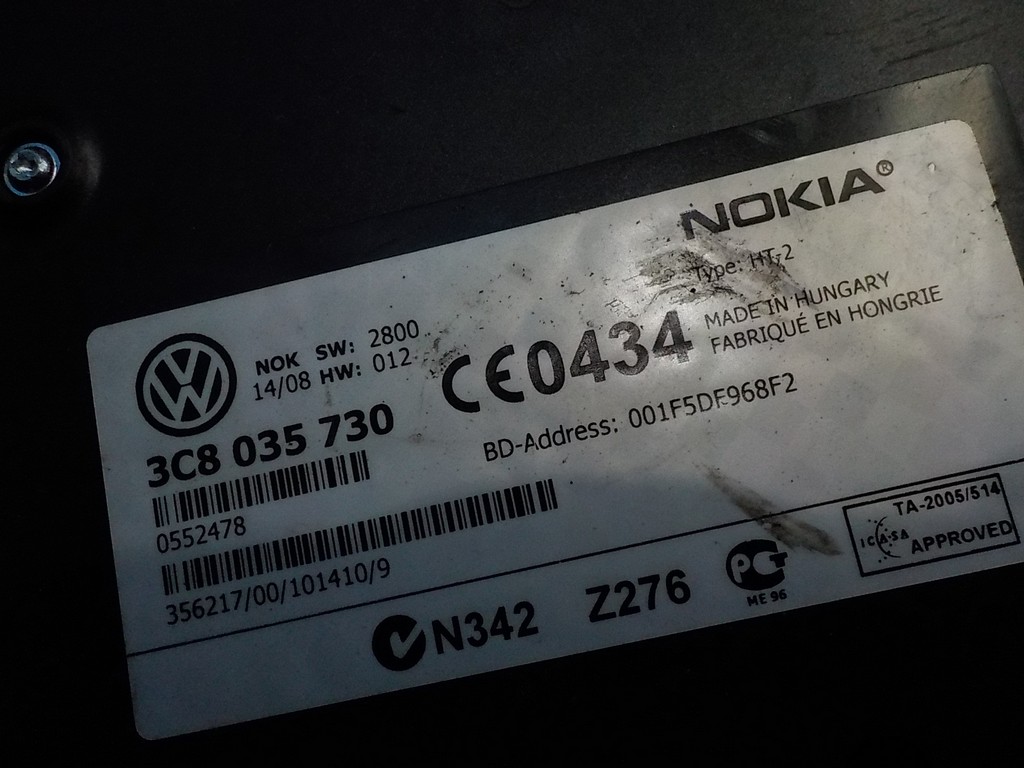 NOKIA®
Type: HT-2
MADE IN HUNGARY
FABRIQUÉ EN HONGRIE
VW
NOK SW: 2800
14/08 HW: 012
CE0434
3C8 035 730
BD-Address: 001F5DF968F2
0552478
356217/00/101410/9
N342
Z276
PCT
ME 96
TA-2005/514
ICASA APPROVED